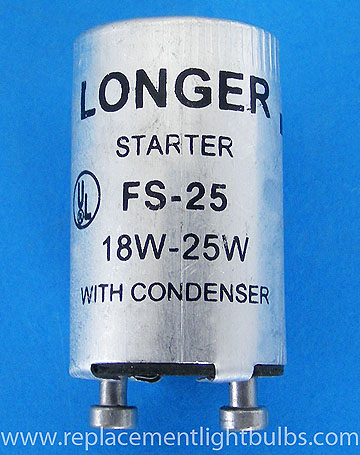 LONGER
STARTER
UL
FS-25
18W-25W
WITH CONDENSER
www.replacementlightbulbs.com